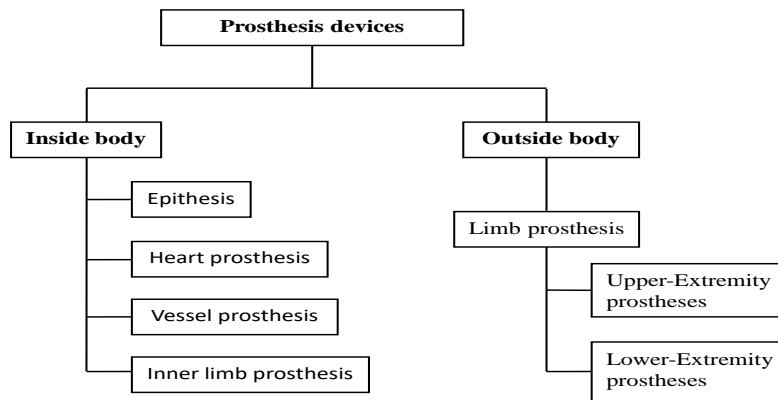 Prosthesis devices
Inside body
Outside body
Epithesis
Heart prosthesis
Vessel prosthesis
Inner limb prosthesis
Limb prosthesis
Upper-Extremity
prostheses
Lower-Extremity
prostheses